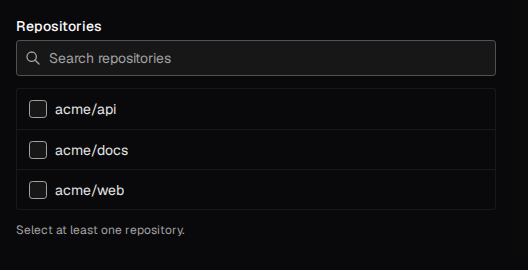 Repositories
Search repositories
acme/api
acme/docs
acme/web
Select at least one repository.